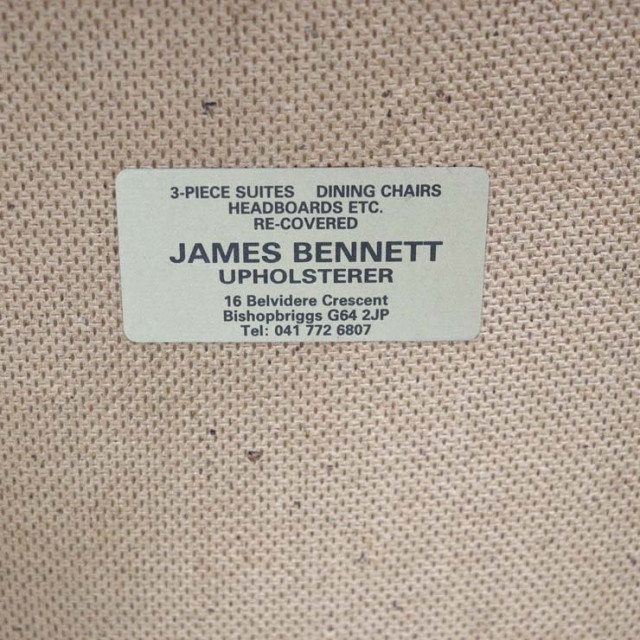 3-PIECE SUITES DINING CHAIRS
HEADBOARDS ETC.
RE-COVERED
JAMES BENNETT
UPHOLSTERER
16 Belvidere Crescent
Bishopbriggs G64 2JP
Tel: 041 772 6807